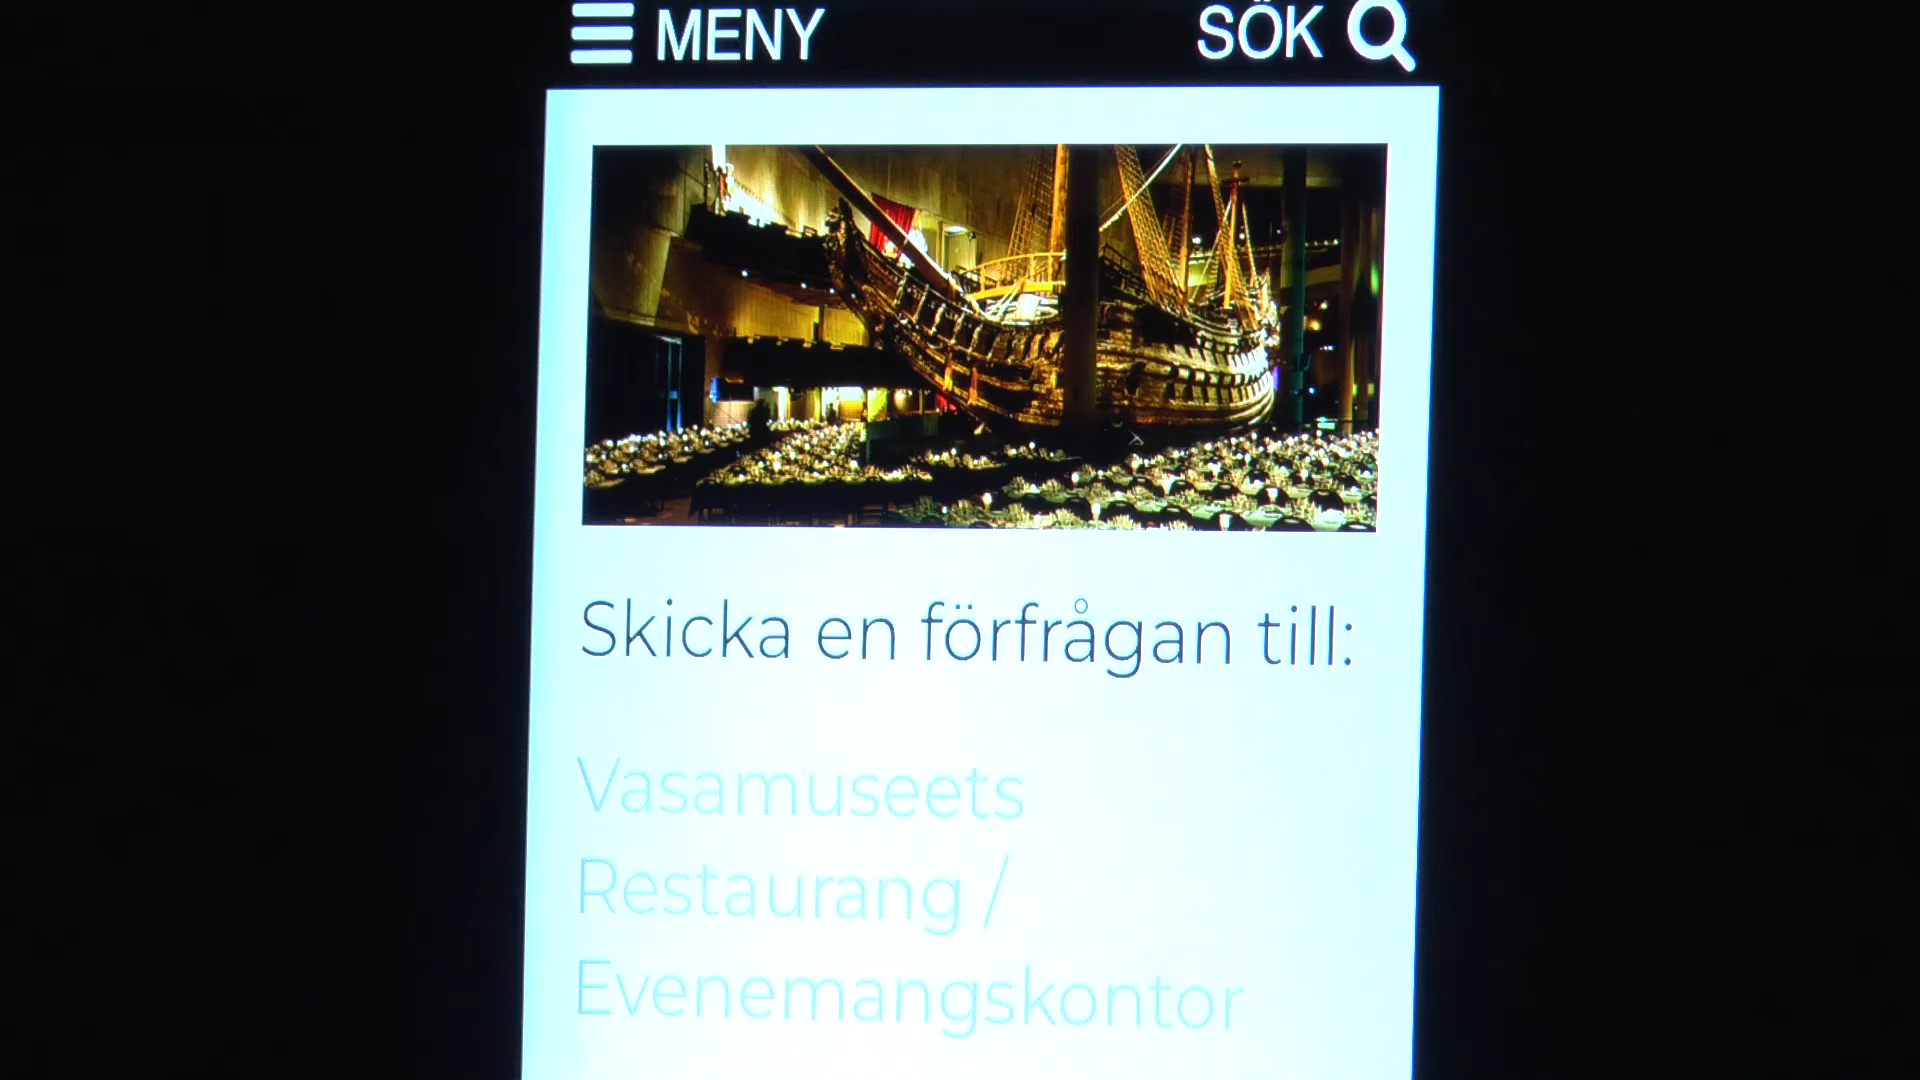 MENY SÖK
Skicka en förfrågan till:
Vasamuseets
Restaurang /
Evenemangskontor